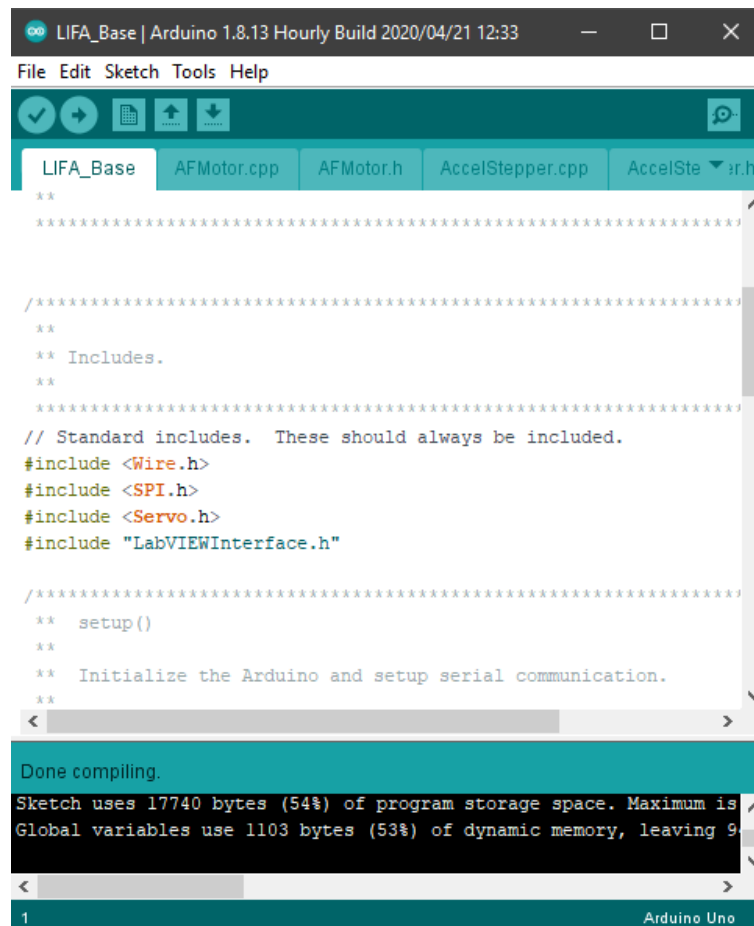 LIFA_Base | Arduino 1.8.13 Hourly Build 2020/04/21 12:33
File Edit Sketch Tools Help
LIFA_Base AFMotor.cpp AFMotor.h AccelStepper.cpp AccelSte er.h
**
*****************************************************************
/****************************************************************
**
** Includes.
**
*****************************************************************
// Standard includes.  These should always be included.
#include <Wire.h>
#include <SPI.h>
#include <Servo.h>
#include "LabVIEWInterface.h"
/****************************************************************
**  setup()
**
**  Initialize the Arduino and setup serial communication.
**
Done compiling.
Sketch uses 17740 bytes (54%) of program storage space. Maximum is
Global variables use 1103 bytes (53%) of dynamic memory, leaving 9
1 Arduino Uno